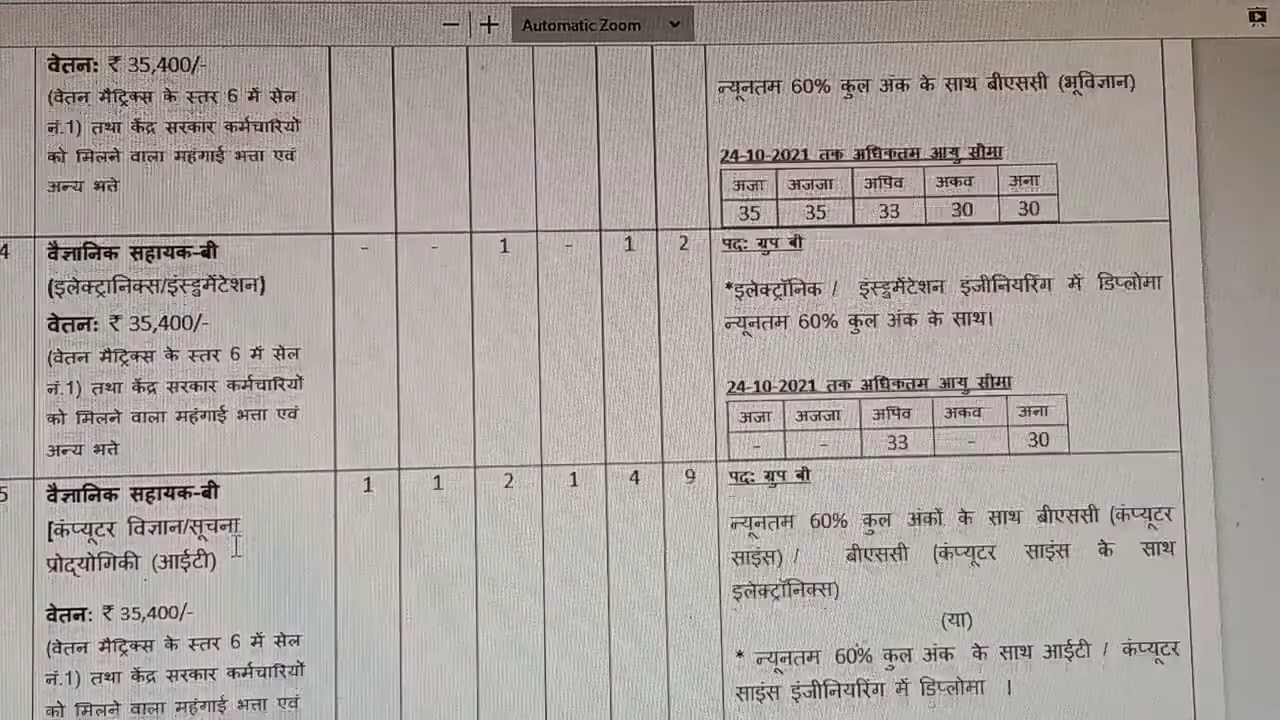 − + Automatic Zoom
वेतन: ₹ 35,400/-
(वेतन मैट्रिक्स के स्तर 6 में सेल
नं.1) तथा केंद्र सरकार कर्मचारियों
को मिलने वाला महंगाई भत्ता एवं
अन्य भत्ते
न्यूनतम 60% कुल अंक के साथ बीएससी (भूविज्ञान)
24-10-2021 तक अधिकतम आयु सीमा
अजा अजजा अपिव अकव अना
35 35 33 30 30
4 वैज्ञानिक सहायक-बी - - 1 - 1 2 पद: ग्रुप बी
(इलेक्ट्रानिक्स/इंस्ट्रुमेंटेशन)
वेतन: ₹ 35,400/-
(वेतन मैट्रिक्स के स्तर 6 में सेल
नं.1) तथा केंद्र सरकार कर्मचारियों
को मिलने वाला महंगाई भत्ता एवं
अन्य भत्ते
*इलेक्ट्रॉनिक / इंस्ट्रुमेंटेशन इंजीनियरिंग में डिप्लोमा
न्यूनतम 60% कुल अंक के साथ।
24-10-2021 तक अधिकतम आयु सीमा
अजा अजजा अपिव अकव अना
- - 33 - 30
5 वैज्ञानिक सहायक-बी 1 1 2 1 4 9 पद: ग्रुप बी
[कंप्यूटर विज्ञान/सूचना
प्रोद्योगिकी (आईटी)
वेतन: ₹ 35,400/-
(वेतन मैट्रिक्स के स्तर 6 में सेल
नं.1) तथा केंद्र सरकार कर्मचारियों
को मिलने वाला महंगाई भत्ता एवं
न्यूनतम 60% कुल अंकों के साथ बीएससी (कंप्यूटर
साइंस) / बीएससी (कंप्यूटर साइंस के साथ
इलेक्ट्रॉनिक्स)
(या)
* न्यूनतम 60% कुल अंक के साथ आईटी / कंप्यूटर
साइंस इंजीनियरिंग में डिप्लोमा ।